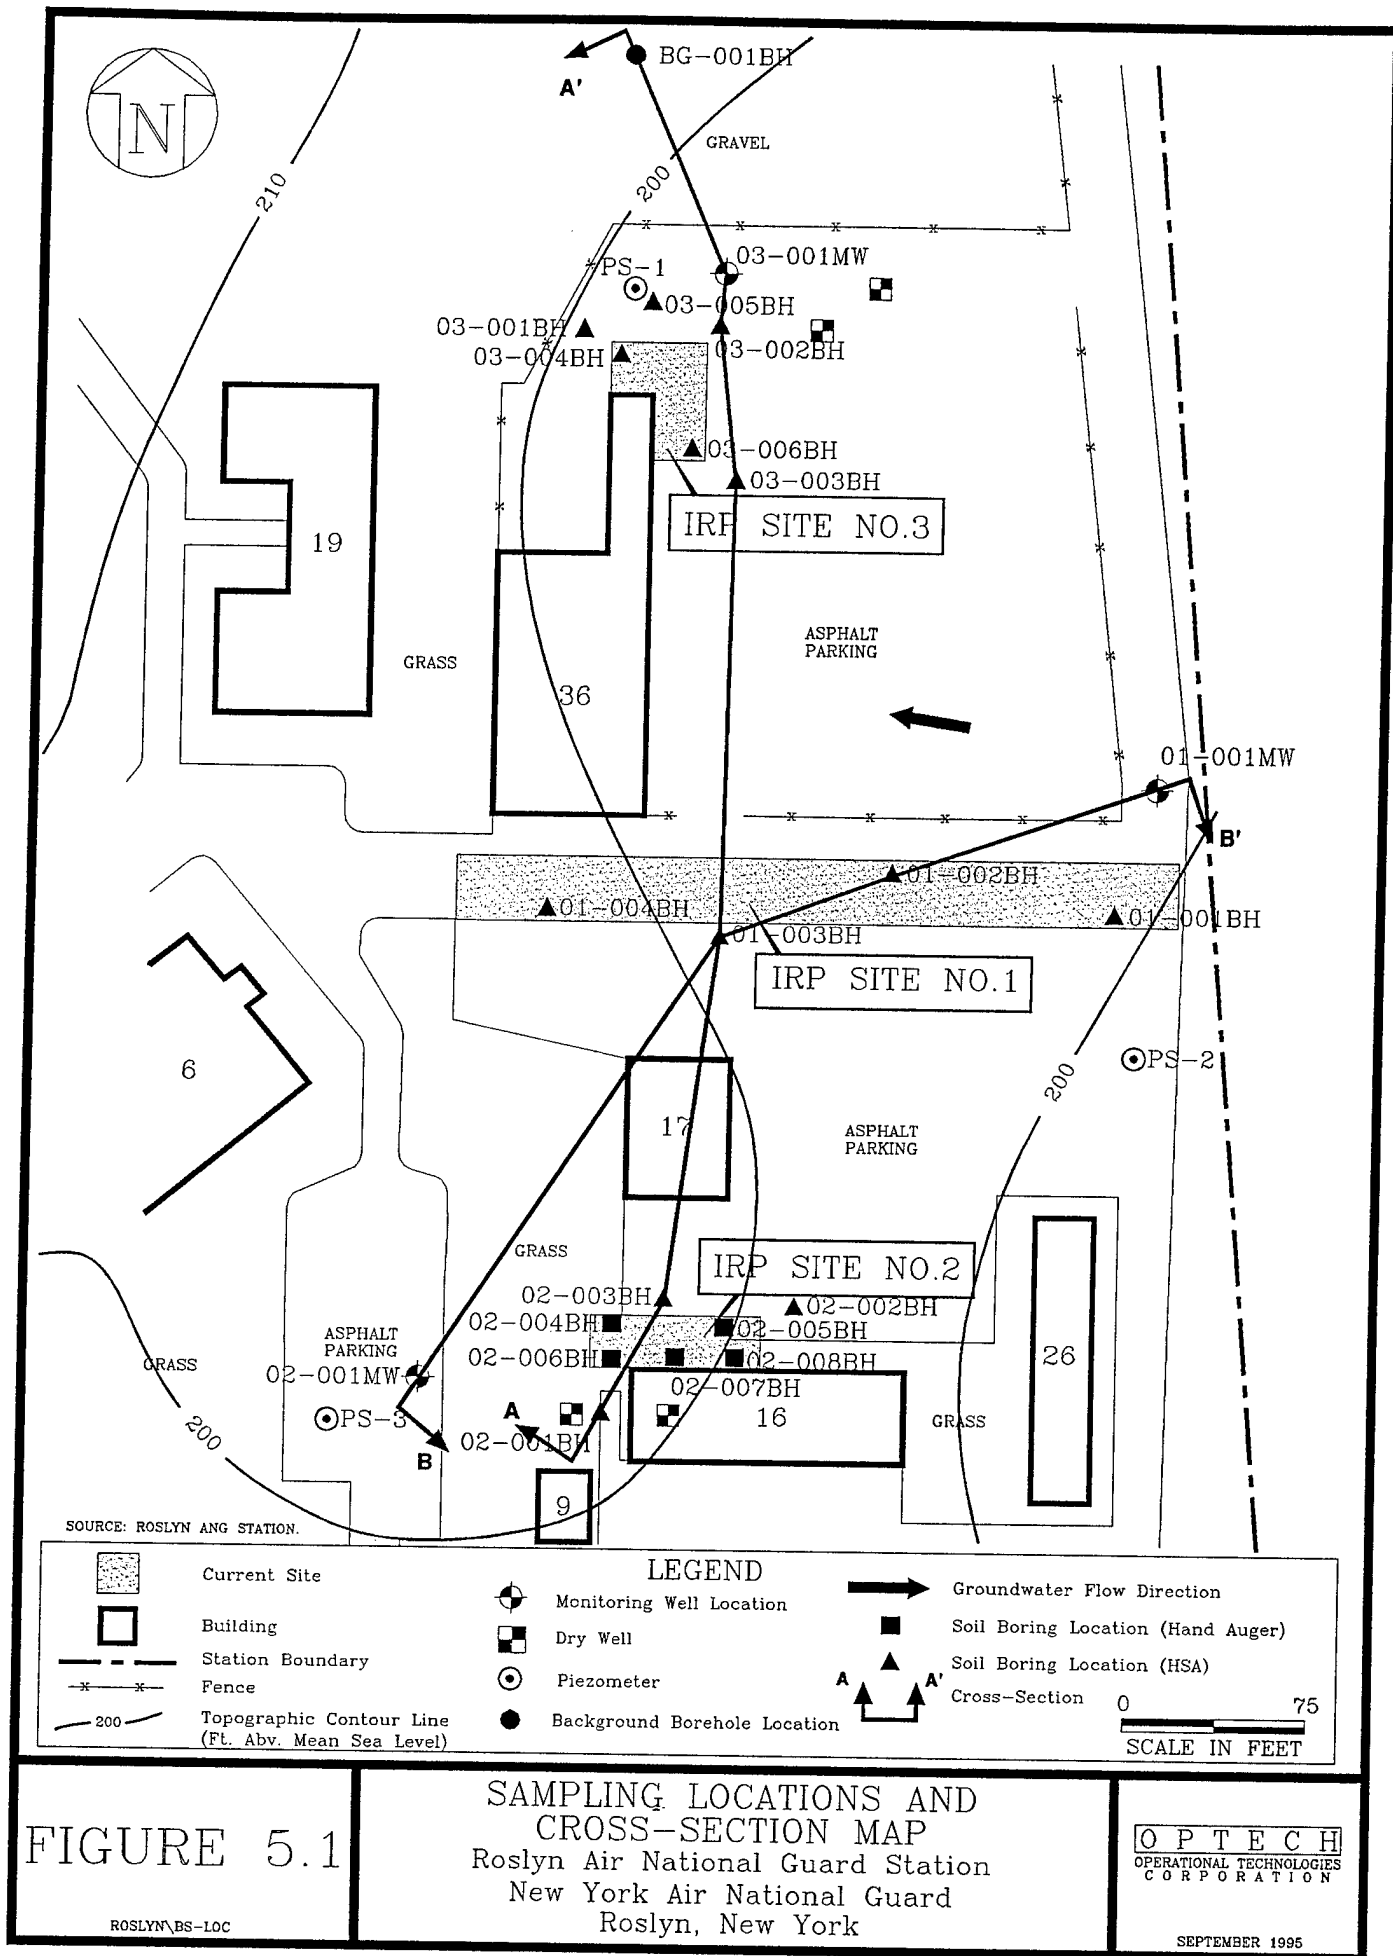 BG-001BH
A'
N
GRAVEL
210
200
03-001MW
PS-1
03-005BH
03-001BH
03-002BH
03-004BH
03-006BH
03-003BH
IRP SITE NO.3
19
ASPHALT
PARKING
GRASS
36
01-001MW
B'
01-002BH
01-004BH
01-001BH
01-003BH
IRP SITE NO.1
6
PS-2
200
17
ASPHALT
PARKING
GRASS
IRP SITE NO.2
02-003BH
02-002BH
02-004BH
02-005BH
ASPHALT
PARKING
GRASS
02-006BH
02-008BH
26
02-001MW
02-007BH
PS-3
A
16
GRASS
200
02-001BH
B
9
SOURCE: ROSLYN ANG STATION.
LEGEND
Current Site
Building
Station Boundary
Fence
200
Topographic Contour Line
(Ft. Abv. Mean Sea Level)
Monitoring Well Location
Dry Well
Piezometer
Background Borehole Location
Groundwater Flow Direction
Soil Boring Location (Hand Auger)
Soil Boring Location (HSA)
A A'
Cross-Section
0 75
SCALE IN FEET
FIGURE 5.1
ROSLYN\BS-LOC
SAMPLING LOCATIONS AND
CROSS-SECTION MAP
Roslyn Air National Guard Station
New York Air National Guard
Roslyn, New York
OPTECH
OPERATIONAL TECHNOLOGIES
CORPORATION
SEPTEMBER 1995